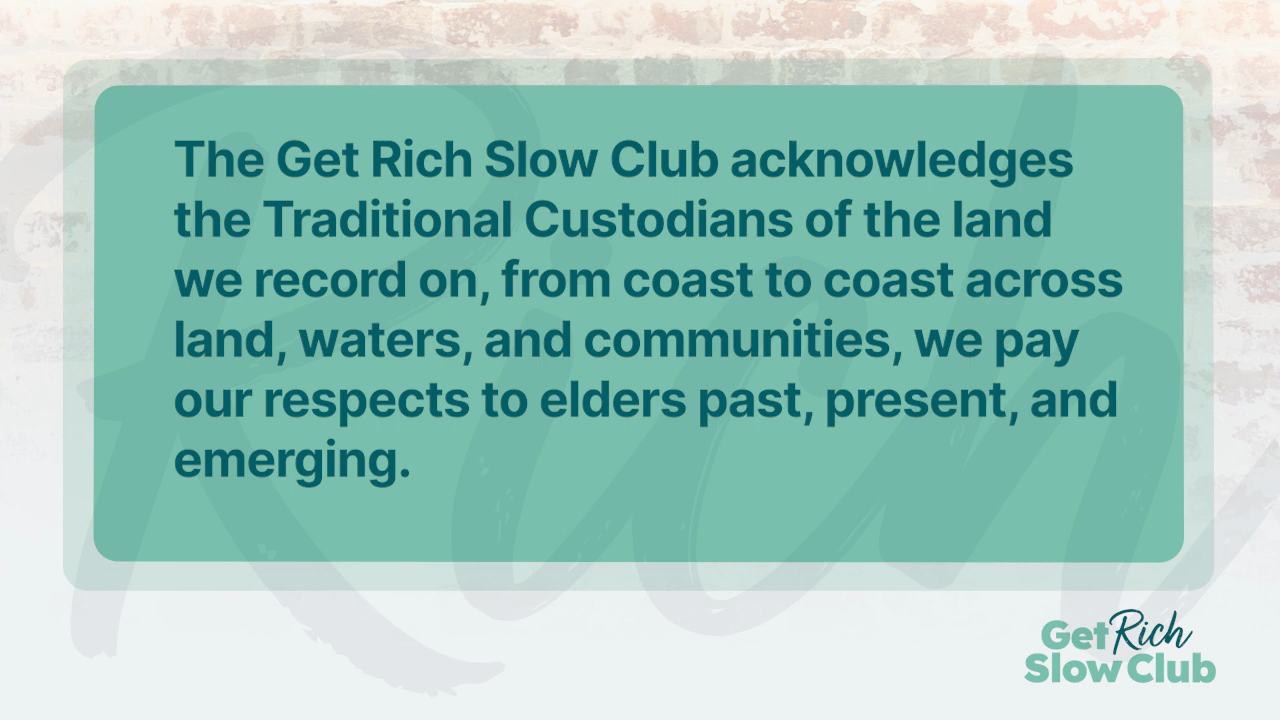 The Get Rich Slow Club acknowledges
the Traditional Custodians of the land
we record on, from coast to coast across
land, waters, and communities, we pay
our respects to elders past, present, and
emerging.
Get Rich
Slow Club
Rich